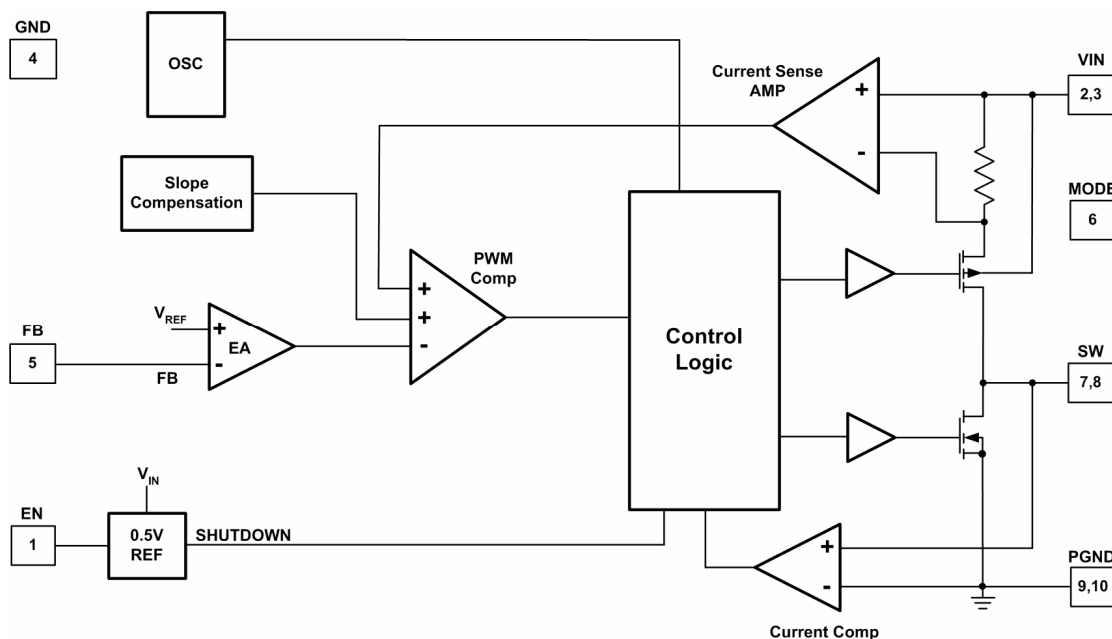 GND
4
OSC
Current Sense
AMP
VIN
2,3
+
-
Slope
Compensation
MODE
6
PWM
Comp
+
+
-
VREF
FB
5
+
-
EA
FB
Control
Logic
SW
7,8
VIN
EN
1
0.5V
REF
SHUTDOWN
+
-
PGND
9,10
Current Comp